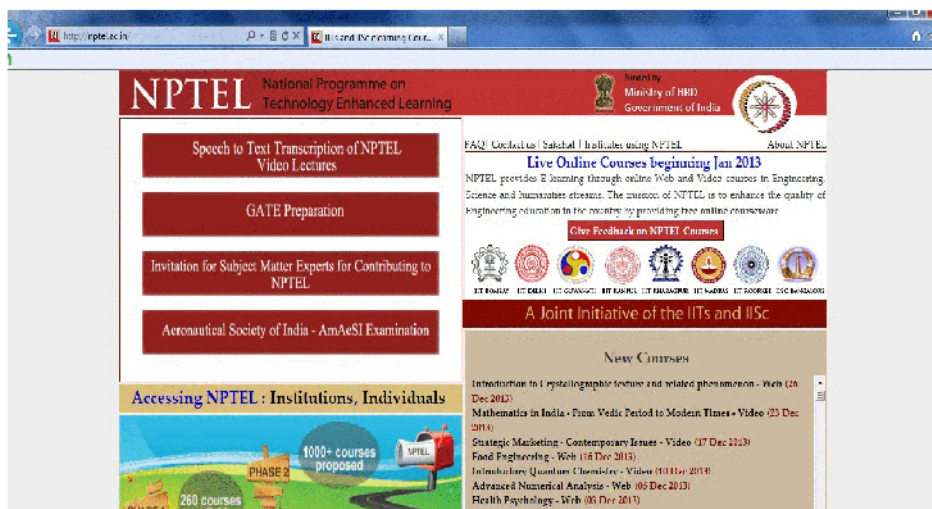 http://nptel.ac.in/
NPTEL
National Programme on
Technology Enhanced Learning
Funded by
Ministry of HRD
Government of India
Speech to Text Transcription of NPTEL
Video Lectures
GATE Preparation
Invitation for Subject Matter Experts for Contributing to
NPTEL
Aeronautical Society of India - AmAeSI Examination
Accessing NPTEL : Institutions, Individuals
1000+ courses
proposed
NPTEL
PHASE 2
260 courses
PHASE 1
FAQ| Contact us | Sakshat | Institutes using NPTEL
About NPTEL
Live Online Courses beginning Jan 2013
NPTEL provides E-learning through online Web and Video courses in Engineering,
Science and humanities streams. The mission of NPTEL is to enhance the quality of
Engineering education in the country by providing free online courseware
Give Feedback on NPTEL Courses
IIT BOMBAY IIT DELHI IIT GUWAHATI IIT KANPUR IIT KHARAGPUR IIT MADRAS IIT ROORKEE IISC BANGALORE
A Joint Initiative of the IITs and IISc
New Courses
Introduction to Crystallographic texture and related phenomenon - Web (26
Dec 2013)
Mathematics in India - From Vedic Period to Modern Times - Video (23 Dec
2013)
Strategic Marketing - Contemporary Issues - Video (17 Dec 2013)
Food Engineering - Web (16 Dec 2013)
Introductory Quantum Chemistry - Video (10 Dec 2013)
Advanced Numerical Analysis - Web (05 Dec 2013)
Health Psychology - Web (03 Dec 2013)